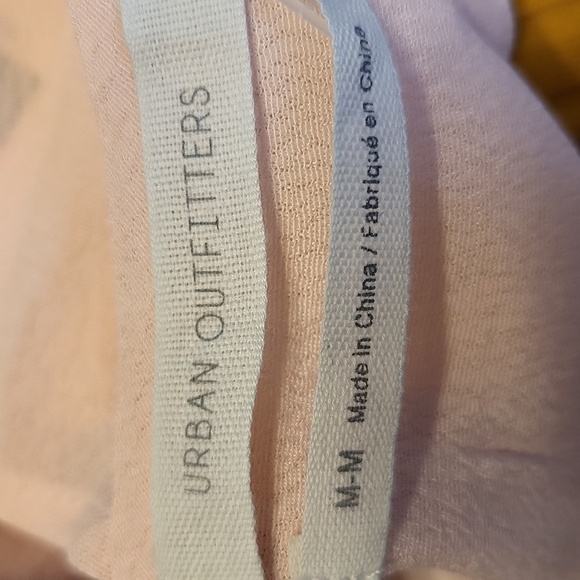 URBAN OUTFITTERS
M-M Made in China / Fabriqué en Chine